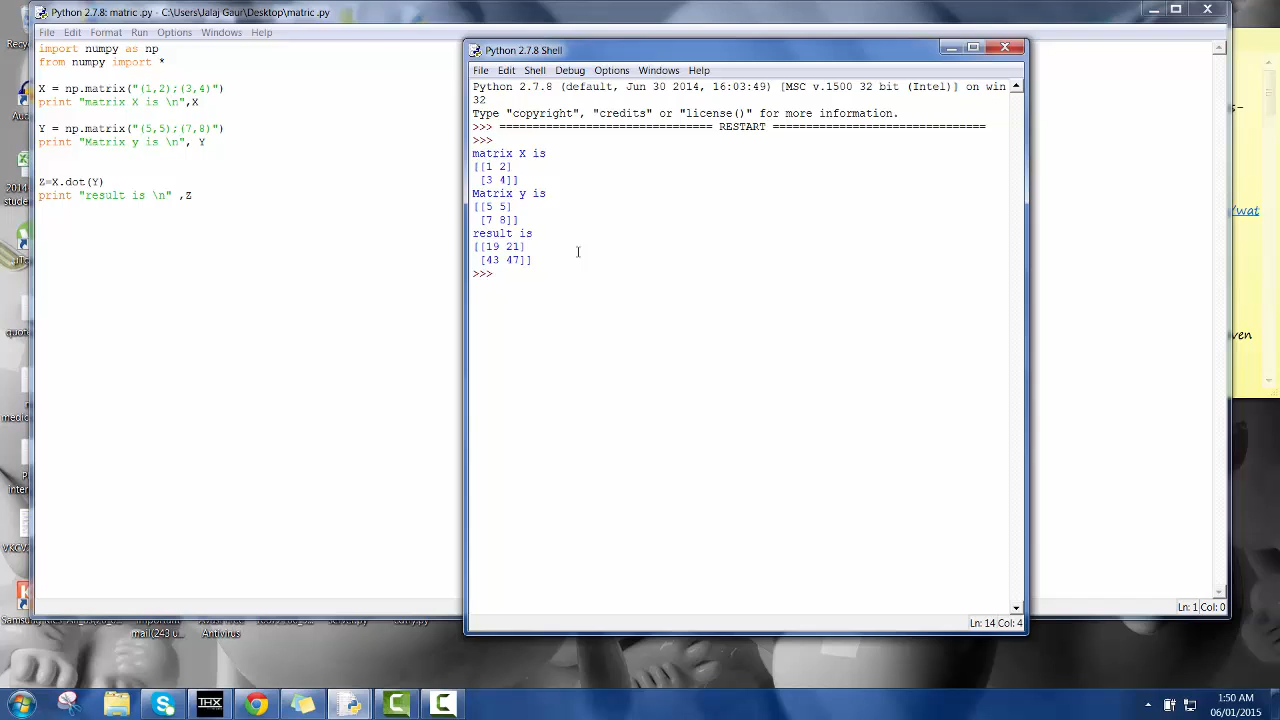 Python 2.7.8: matric .py - C:\Users\Jalaj Gaur\Desktop\matric .py
File Edit Format Run Options Windows Help
import numpy as np
from numpy import *
X = np.matrix("(1,2);(3,4)")
print "matrix X is \n",X
Y = np.matrix("(5,5);(7,8)")
print "Matrix y is \n", Y
Z=X.dot(Y)
print "result is \n" ,Z
Ln: 1 Col: 0
Python 2.7.8 Shell
File Edit Shell Debug Options Windows Help
Python 2.7.8 (default, Jun 30 2014, 16:03:49) [MSC v.1500 32 bit (Intel)] on win
32
Type "copyright", "credits" or "license()" for more information.
>>> ================================ RESTART ================================
>>>
matrix X is
[[1 2]
[3 4]]
Matrix y is
[[5 5]
[7 8]]
result is
[[19 21]
[43 47]]
>>>
Ln: 14 Col: 4
2014
mail(243 u...
Antivirus
1:50 AM
06/01/2015
THX